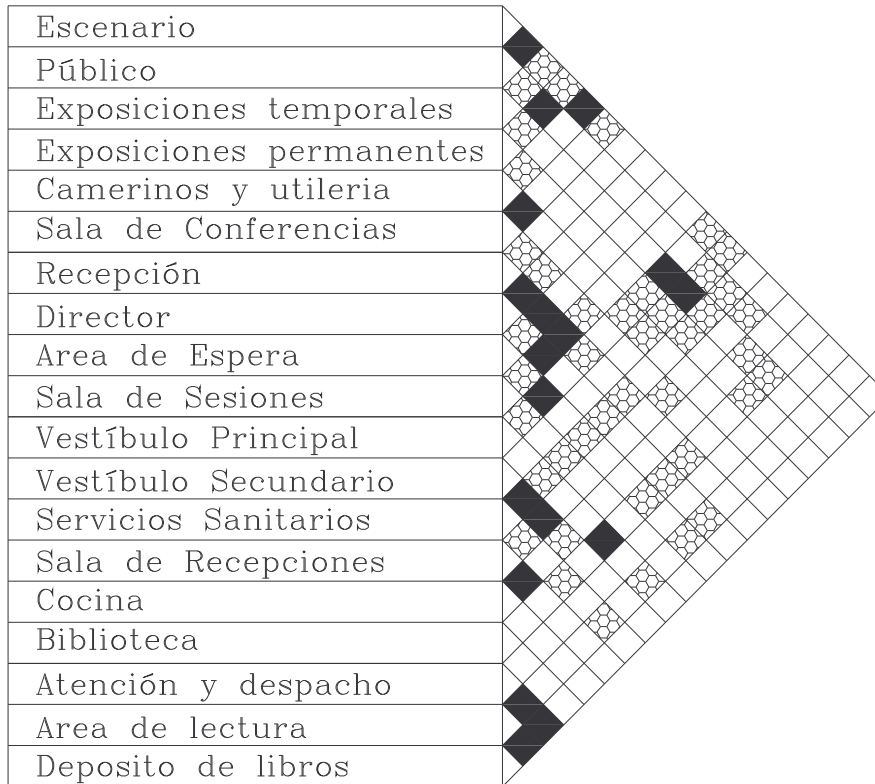 Escenario
Público
Exposiciones temporales
Exposiciones permanentes
Camerinos y utileria
Sala de Conferencias
Recepción
Director
Area de Espera
Sala de Sesiones
Vestíbulo Principal
Vestíbulo Secundario
Servicios Sanitarios
Sala de Recepciones
Cocina
Biblioteca
Atención y despacho
Area de lectura
Deposito de libros